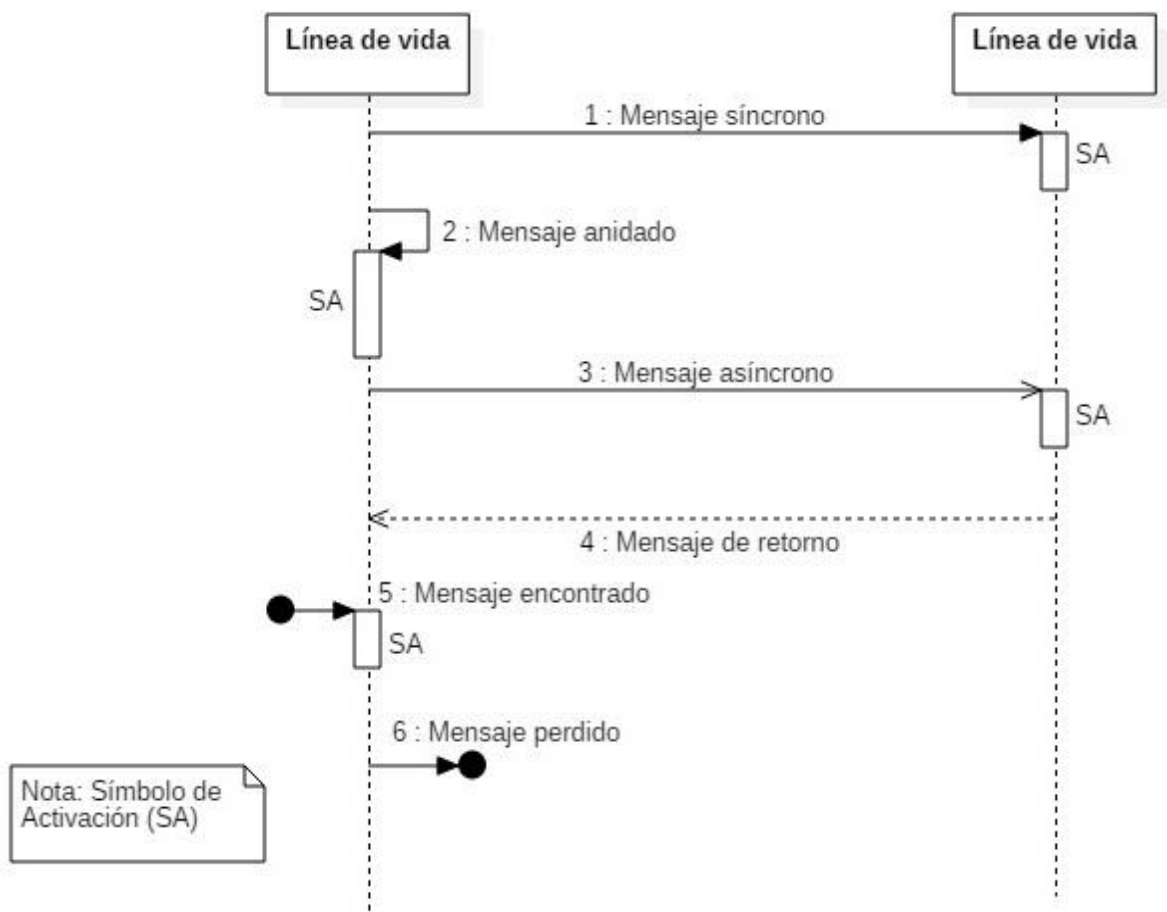 Línea de vida
Línea de vida
1 : Mensaje síncrono
SA
2 : Mensaje anidado
SA
3 : Mensaje asíncrono
SA
4 : Mensaje de retorno
5 : Mensaje encontrado
SA
6 : Mensaje perdido
Nota: Símbolo de
Activación (SA)